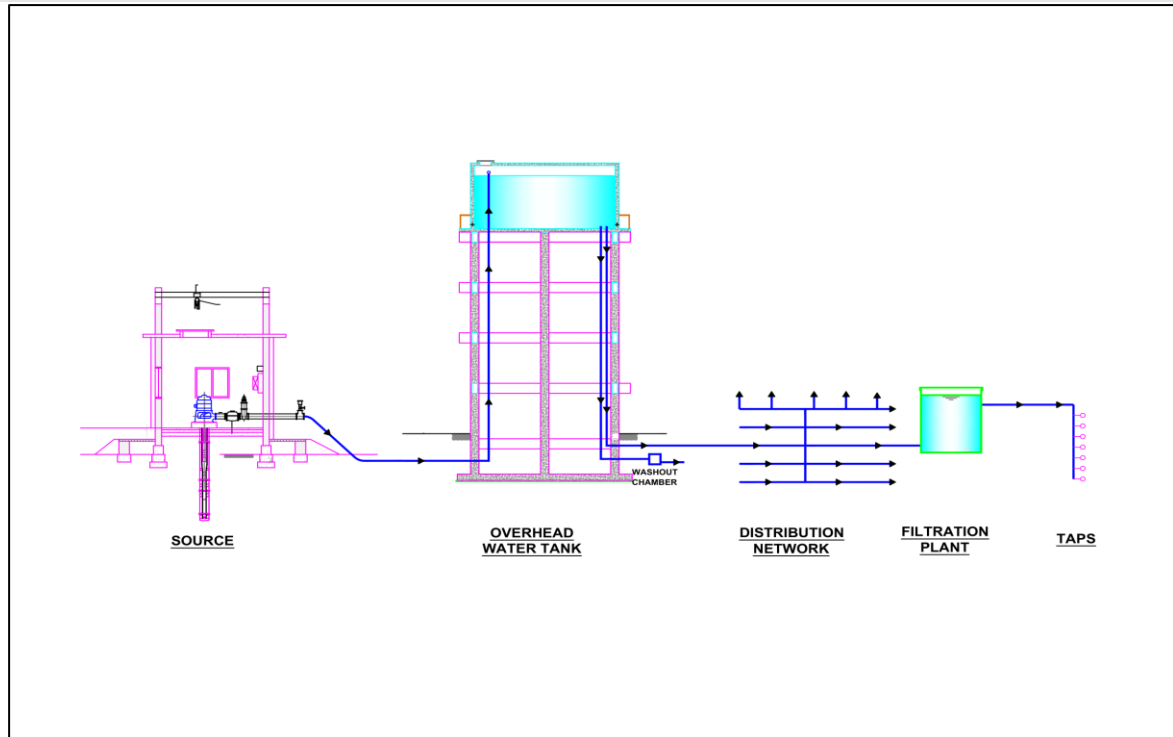 WASHOUT
CHAMBER
SOURCE
OVERHEAD
WATER TANK
DISTRIBUTION
NETWORK
FILTRATION
PLANT
TAPS